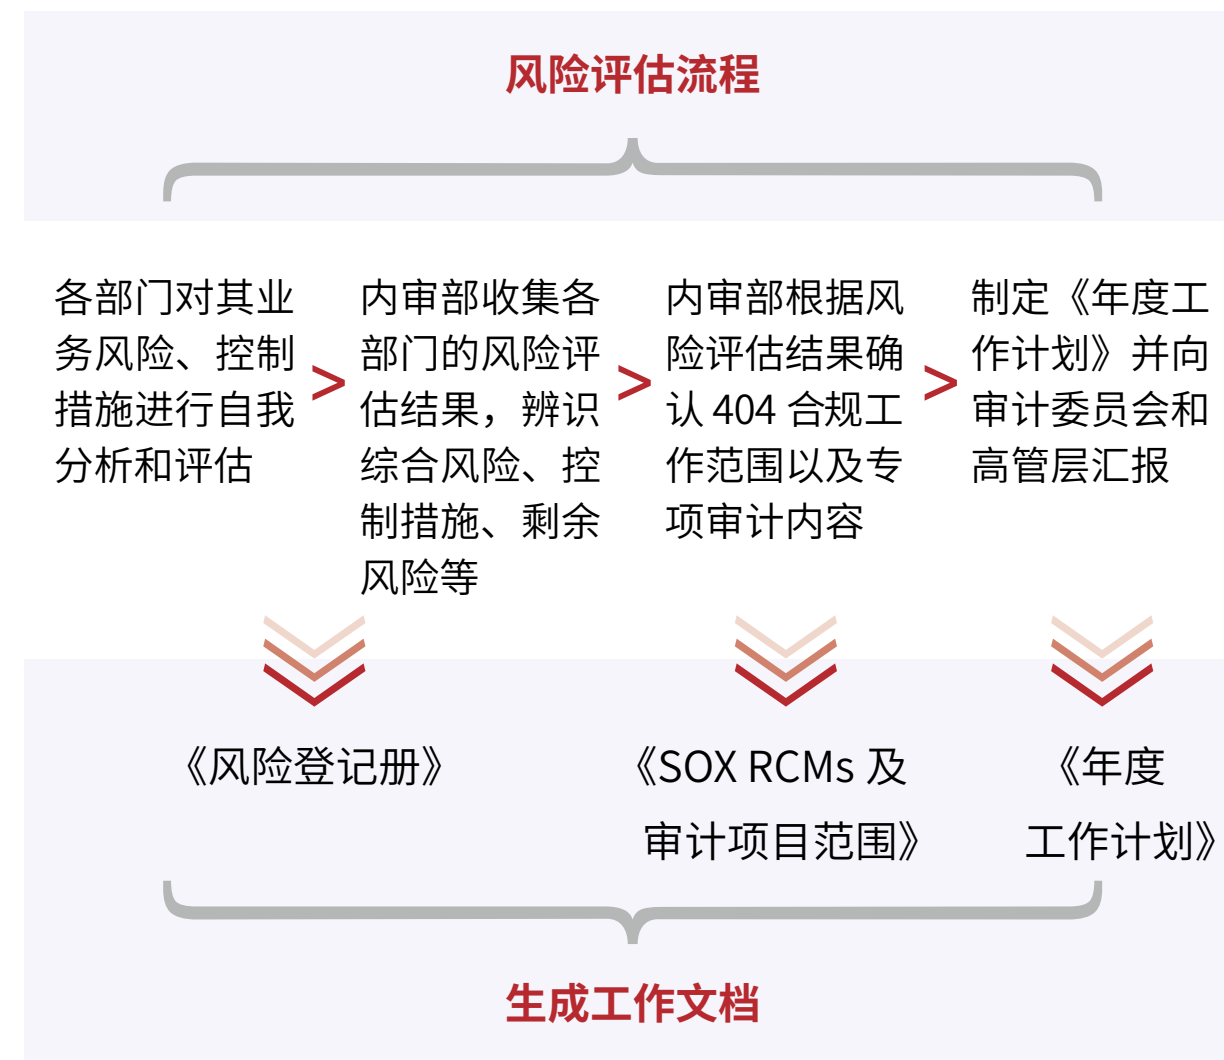 风险评估流程
各部门对其业
务风险、控制
措施进行自我
分析和评估
>
内审部收集各
部门的风险评
估结果，辨识
综合风险、控
制措施、剩余
风险等
>
内审部根据风
险评估结果确
认 404 合规工
作范围以及专
项审计内容
>
制定《年度工
作计划》并向
审计委员会和
高管层汇报
《风险登记册》
《SOX RCMs 及
审计项目范围》
《年度
工作计划》
生成工作文档